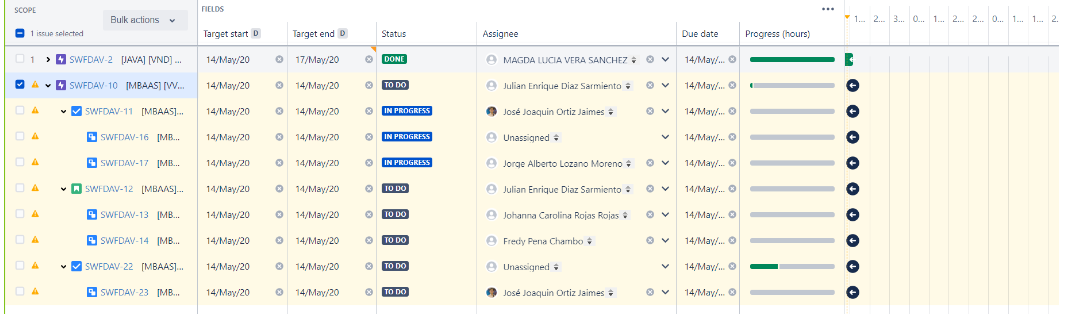 SCOPE
Bulk actions
FIELDS
1 issue selected
Target start D Target end D Status Assignee Due date Progress (hours)
1... 2... 3... 0... 0... 1... 1... 1... 2...
1 SWFDAV-2 [JAVA] [VND] ... 14/May/20 17/May/20 DONE MAGDA LUCIA VERA SANCHEZ 14/May/...
SWFDAV-10 [MBAAS] [VV... 14/May/20 14/May/20 TO DO Julian Enrique Diaz Sarmiento 14/May/...
SWFDAV-11 [MBAAS]... 14/May/20 14/May/20 IN PROGRESS José Joaquin Ortiz Jaimes 14/May/...
SWFDAV-16 [MB... 14/May/20 14/May/20 IN PROGRESS Unassigned 14/May/...
SWFDAV-17 [MB... 14/May/20 14/May/20 IN PROGRESS Jorge Alberto Lozano Moreno 14/May/...
SWFDAV-12 [MBAAS]... 14/May/20 14/May/20 TO DO Julian Enrique Diaz Sarmiento 14/May/...
SWFDAV-13 [MB... 14/May/20 14/May/20 TO DO Johanna Carolina Rojas Rojas 14/May/...
SWFDAV-14 [MB... 14/May/20 14/May/20 TO DO Fredy Pena Chambo 14/May/...
SWFDAV-22 [MBAAS]... 14/May/20 14/May/20 TO DO Unassigned 14/May/...
SWFDAV-23 [MB... 14/May/20 14/May/20 TO DO José Joaquin Ortiz Jaimes 14/May/...